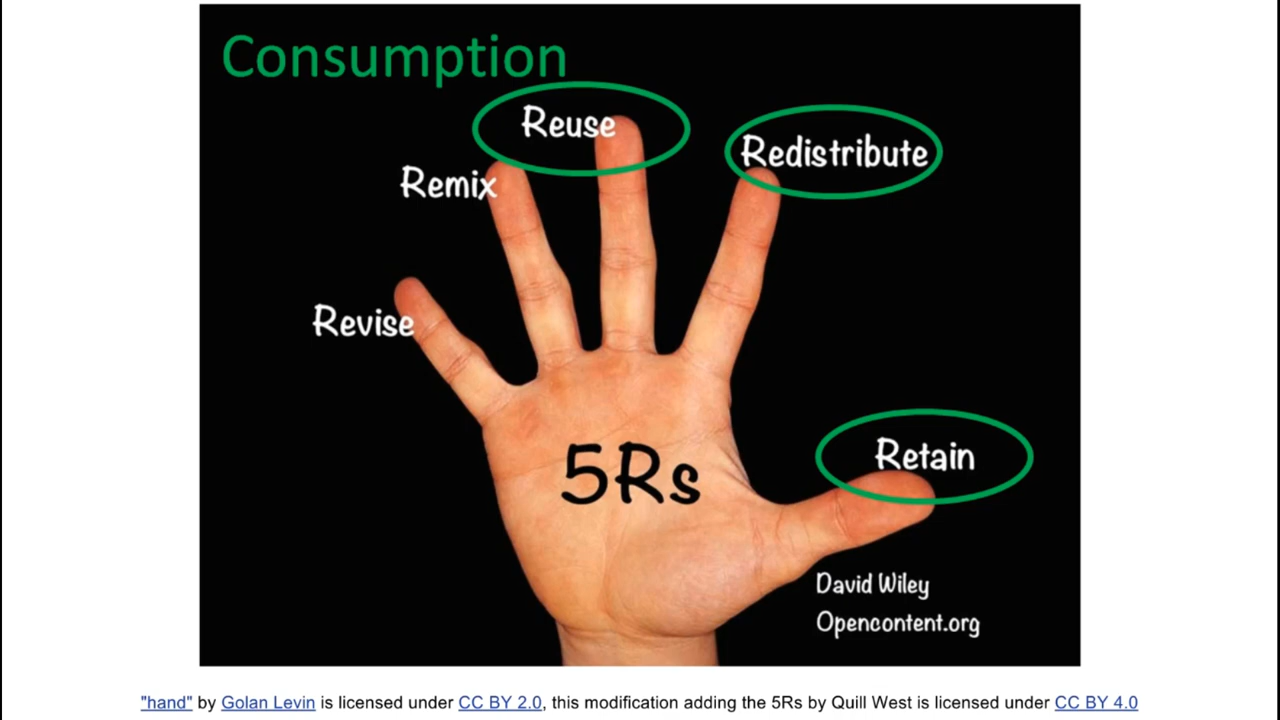 Consumption
Reuse
Redistribute
Remix
Revise
Retain
5Rs
David Wiley
Opencontent.org
"hand" by Golan Levin is licensed under CC BY 2.0, this modification adding the 5Rs by Quill West is licensed under CC BY 4.0